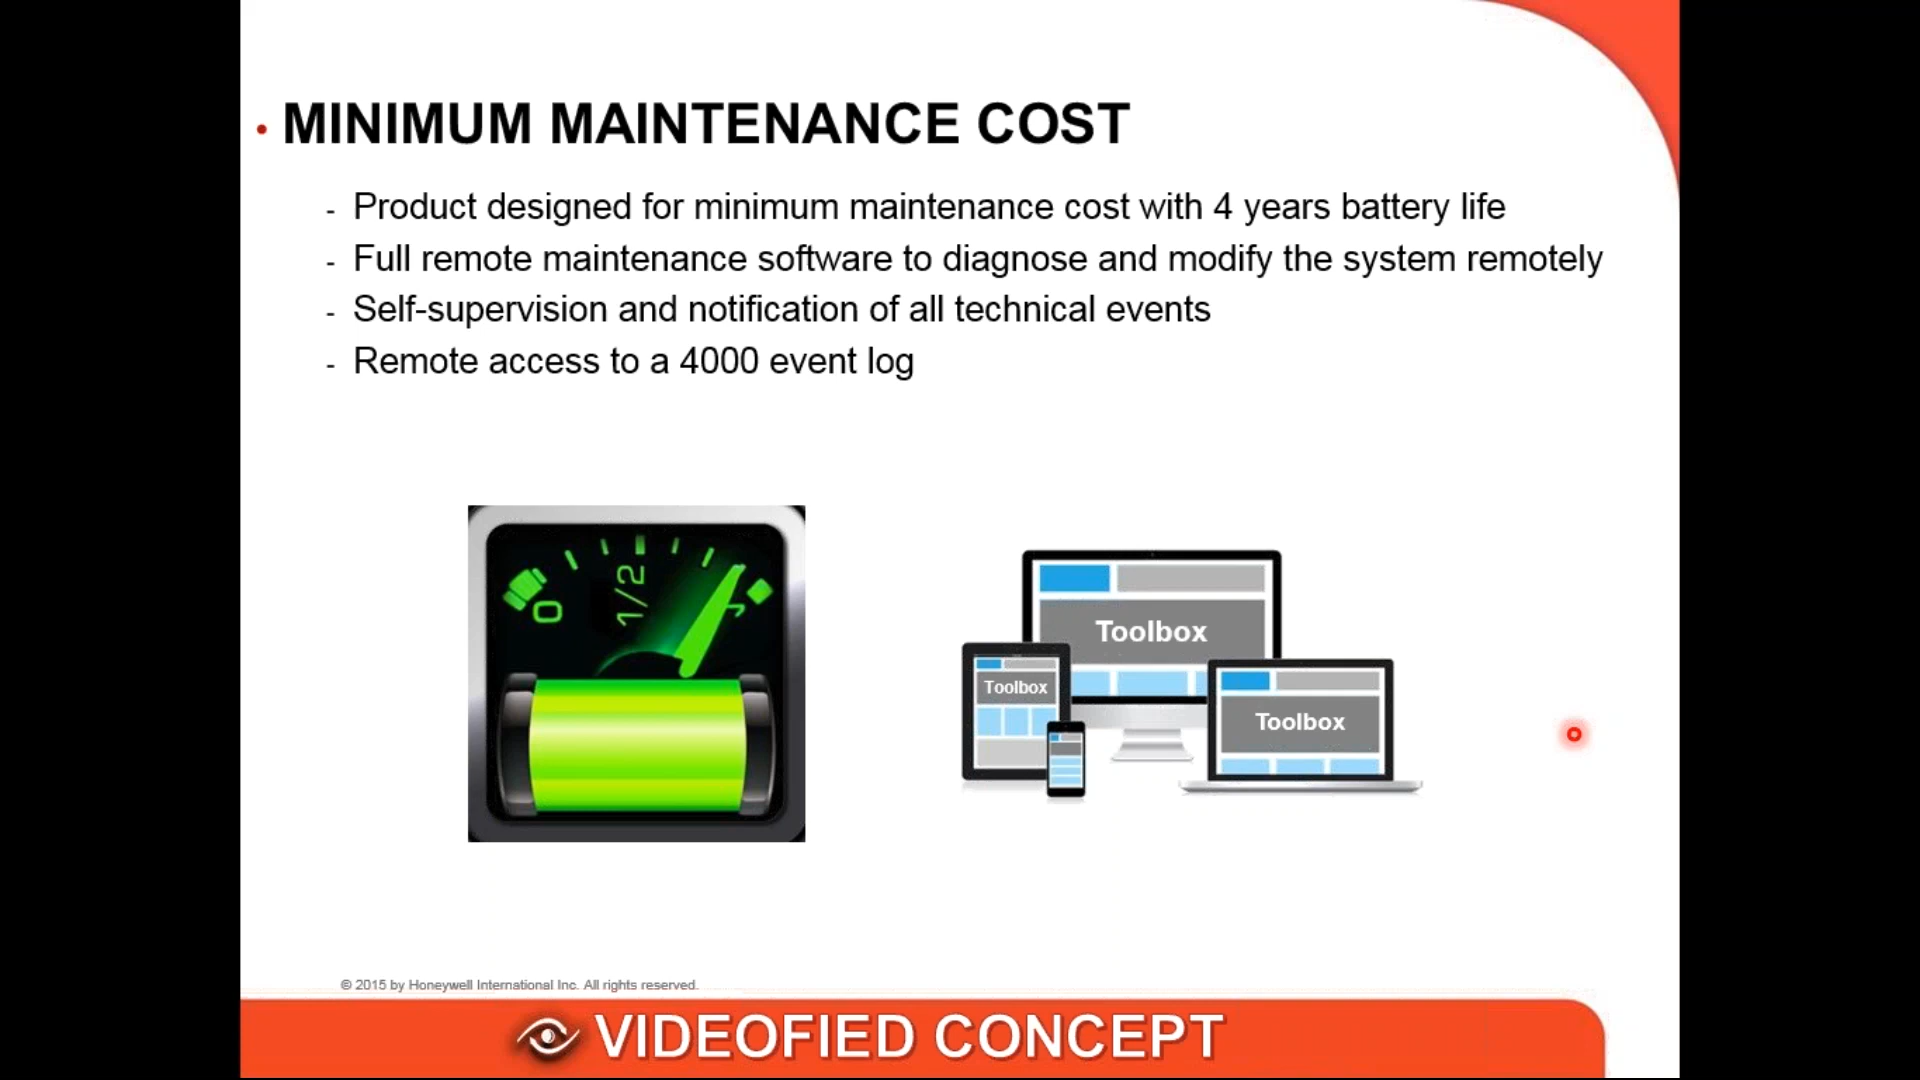 • MINIMUM MAINTENANCE COST
- Product designed for minimum maintenance cost with 4 years battery life
- Full remote maintenance software to diagnose and modify the system remotely
- Self-supervision and notification of all technical events
- Remote access to a 4000 event log
0
1/2
Toolbox
Toolbox
Toolbox
© 2015 by Honeywell International Inc. All rights reserved.
VIDEOFIED CONCEPT